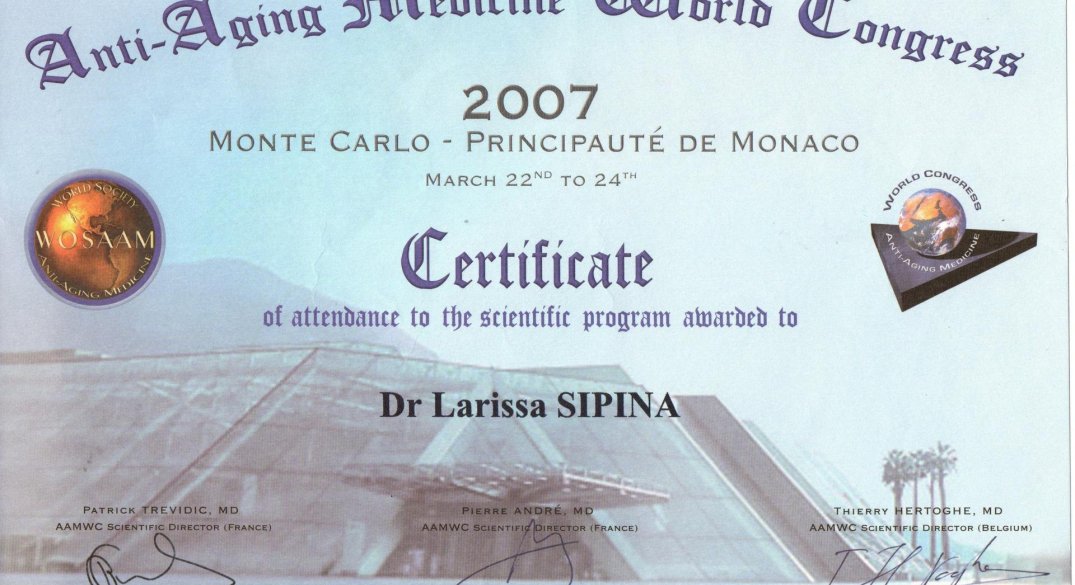 Anti-Aging Medicine World Congress
2007
MONTE CARLO - PRINCIPAUTÉ DE MONACO
MARCH 22ND TO 24TH
WORLD SOCIETY
WOSAAM
ANTI-AGING MEDICINE
WORLD CONGRESS
ANTI-AGING MEDICINE
Certificate
of attendance to the scientific program awarded to
Dr Larissa SIPINA
PATRICK TREVIDIC, MD
AAMWC SCIENTIFIC DIRECTOR (FRANCE)
PIERRE ANDRÉ, MD
AAMWC SCIENTIFIC DIRECTOR (FRANCE)
THIERRY HERTOGHE, MD
AAMWC SCIENTIFIC DIRECTOR (BELGIUM)